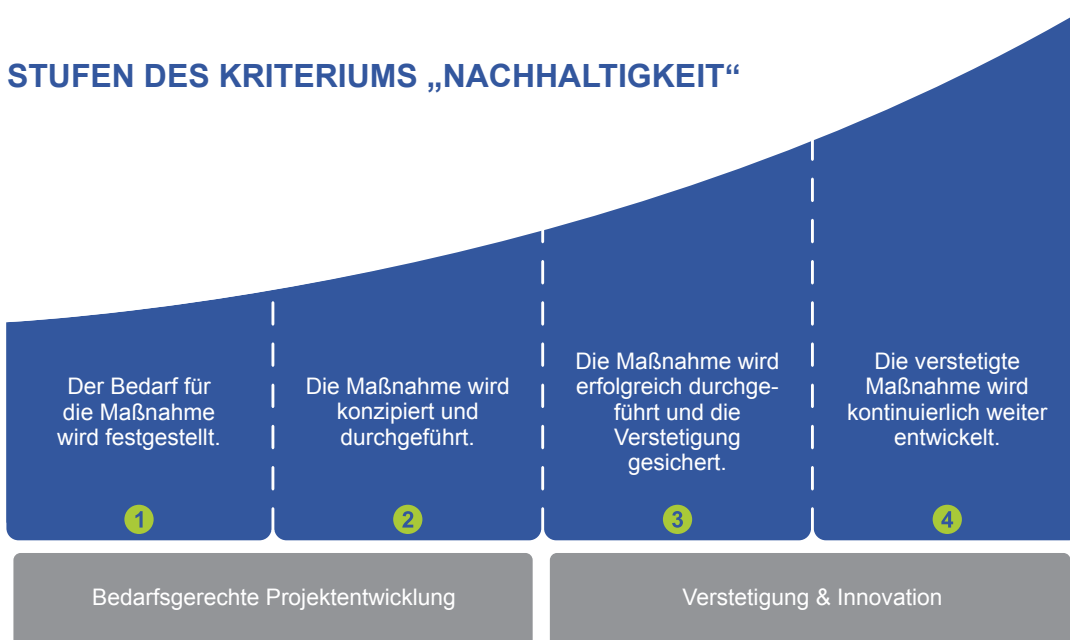 STUFEN DES KRITERIUMS „NACHHALTIGKEIT“
Der Bedarf für
die Maßnahme
wird festgestellt.
1
Die Maßnahme wird
konzipiert und
durchgeführt.
2
Die Maßnahme wird
erfolgreich durchge-
führt und die
Verstetigung
gesichert.
3
Die verstetigte
Maßnahme wird
kontinuierlich weiter
entwickelt.
4
Bedarfsgerechte Projektentwicklung
Verstetigung & Innovation